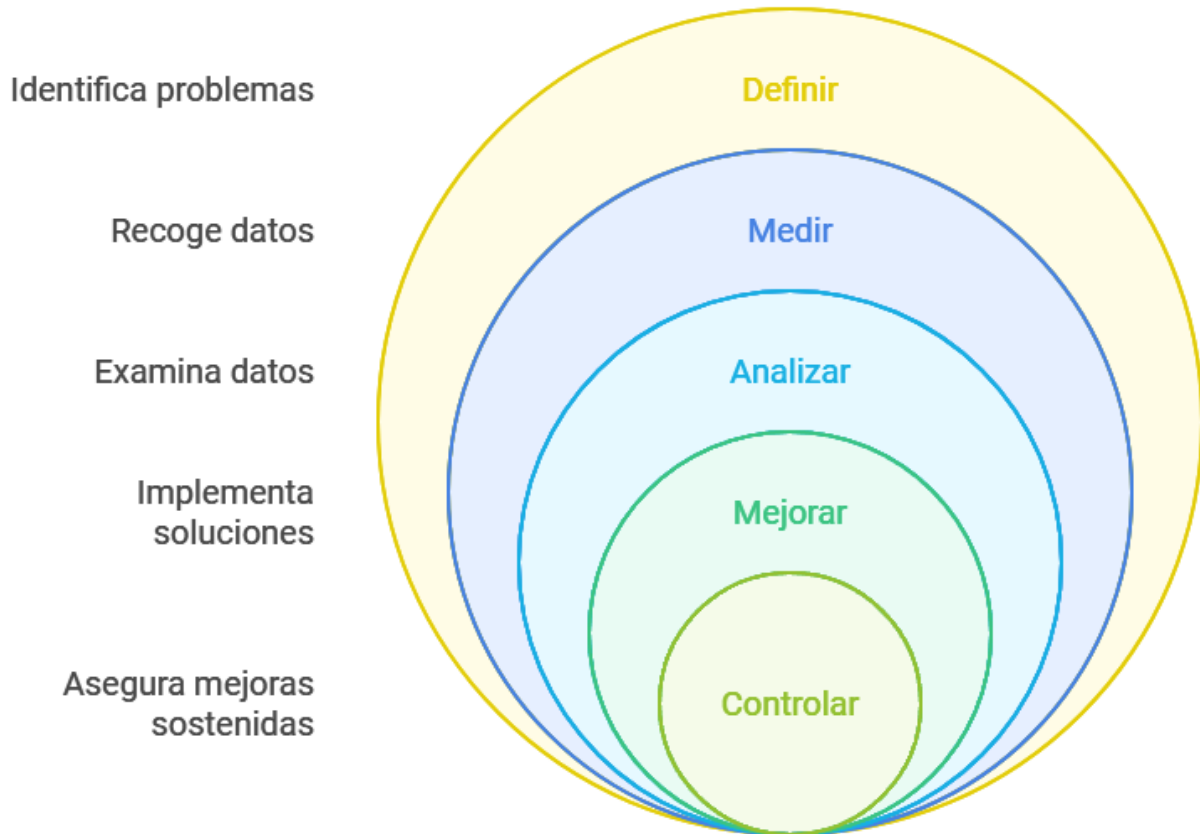 Identifica problemas
Definir
Recoge datos
Medir
Examina datos
Analizar
Implementa
soluciones
Mejorar
Asegura mejoras
sostenidas
Controlar